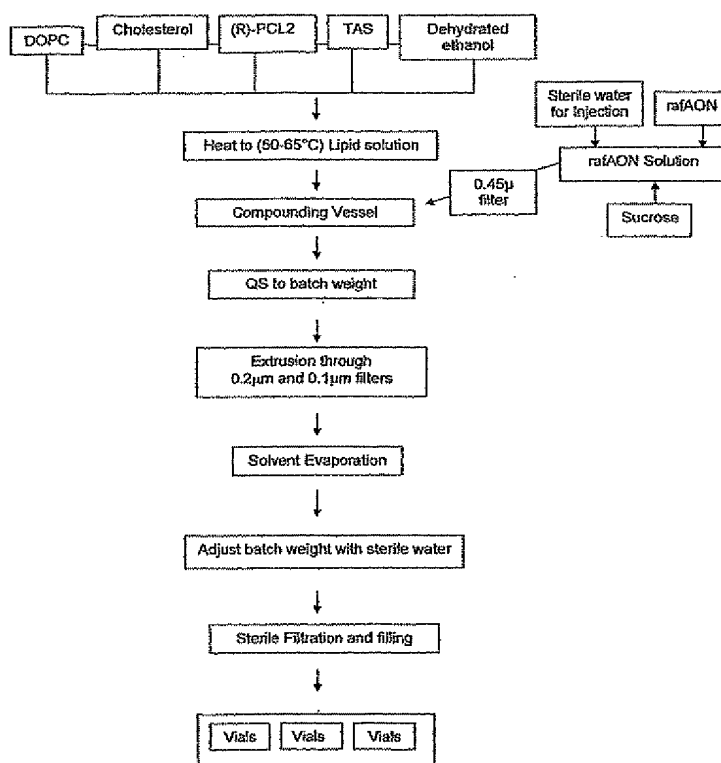 DOPC
Cholesterol
(R)-PCL2
TAS
Dehydrated
ethanol
Sterile water
for Injection
rafAON
Heat to (50-65°C) Lipid solution
rafAON Solution
0.45µ
filter
Compounding Vessel
Sucrose
QS to batch weight
Extrusion through
0.2µm and 0.1µm filters
Solvent Evaporation
Adjust batch weight with sterile water
Sterile Filtration and filling
Vials
Vials
Vials